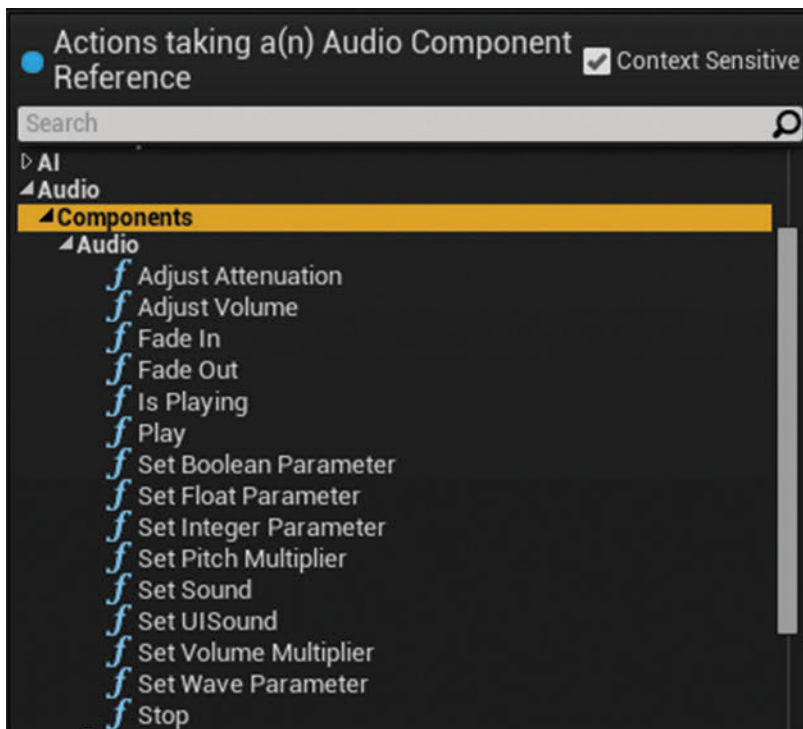 Actions taking a(n) Audio Component
Reference
Context Sensitive
Search
AI
Audio
Components
Audio
Adjust Attenuation
Adjust Volume
Fade In
Fade Out
Is Playing
Play
Set Boolean Parameter
Set Float Parameter
Set Integer Parameter
Set Pitch Multiplier
Set Sound
Set UISound
Set Volume Multiplier
Set Wave Parameter
Stop